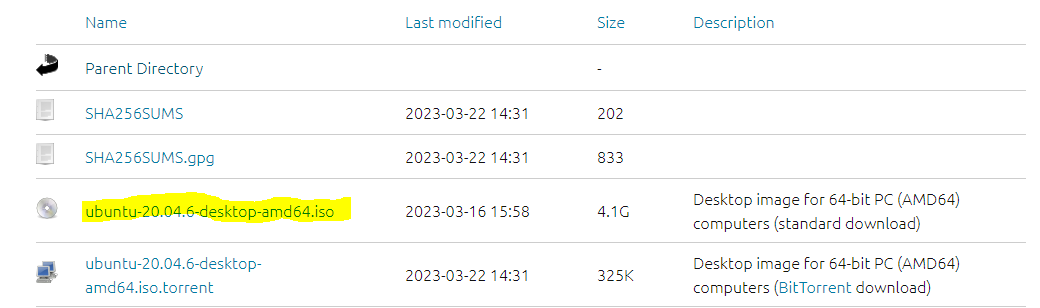 Name Last modified Size Description
Parent Directory -
SHA256SUMS 2023-03-22 14:31 202
SHA256SUMS.gpg 2023-03-22 14:31 833
ubuntu-20.04.6-desktop-amd64.iso 2023-03-16 15:58 4.1G Desktop image for 64-bit PC (AMD64)
computers (standard download)
ubuntu-20.04.6-desktop-
amd64.iso.torrent 2023-03-22 14:31 325K Desktop image for 64-bit PC (AMD64)
computers (BitTorrent download)